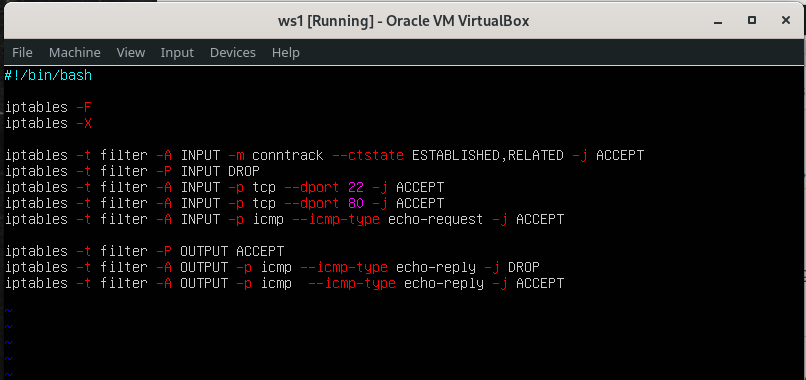 ws1 [Running] - Oracle VM VirtualBox
File Machine View Input Devices Help
#!/bin/bash
iptables -F
iptables -X
iptables -t filter -A INPUT -m conntrack --ctstate ESTABLISHED,RELATED -j ACCEPT
iptables -t filter -P INPUT DROP
iptables -t filter -A INPUT -p tcp --dport 22 -j ACCEPT
iptables -t filter -A INPUT -p tcp --dport 80 -j ACCEPT
iptables -t filter -A INPUT -p icmp --icmp-type echo-request -j ACCEPT
iptables -t filter -P OUTPUT ACCEPT
iptables -t filter -A OUTPUT -p icmp --icmp-type echo-reply -j DROP
iptables -t filter -A OUTPUT -p icmp  --icmp-type echo-reply -j ACCEPT
~
~
~
~
~